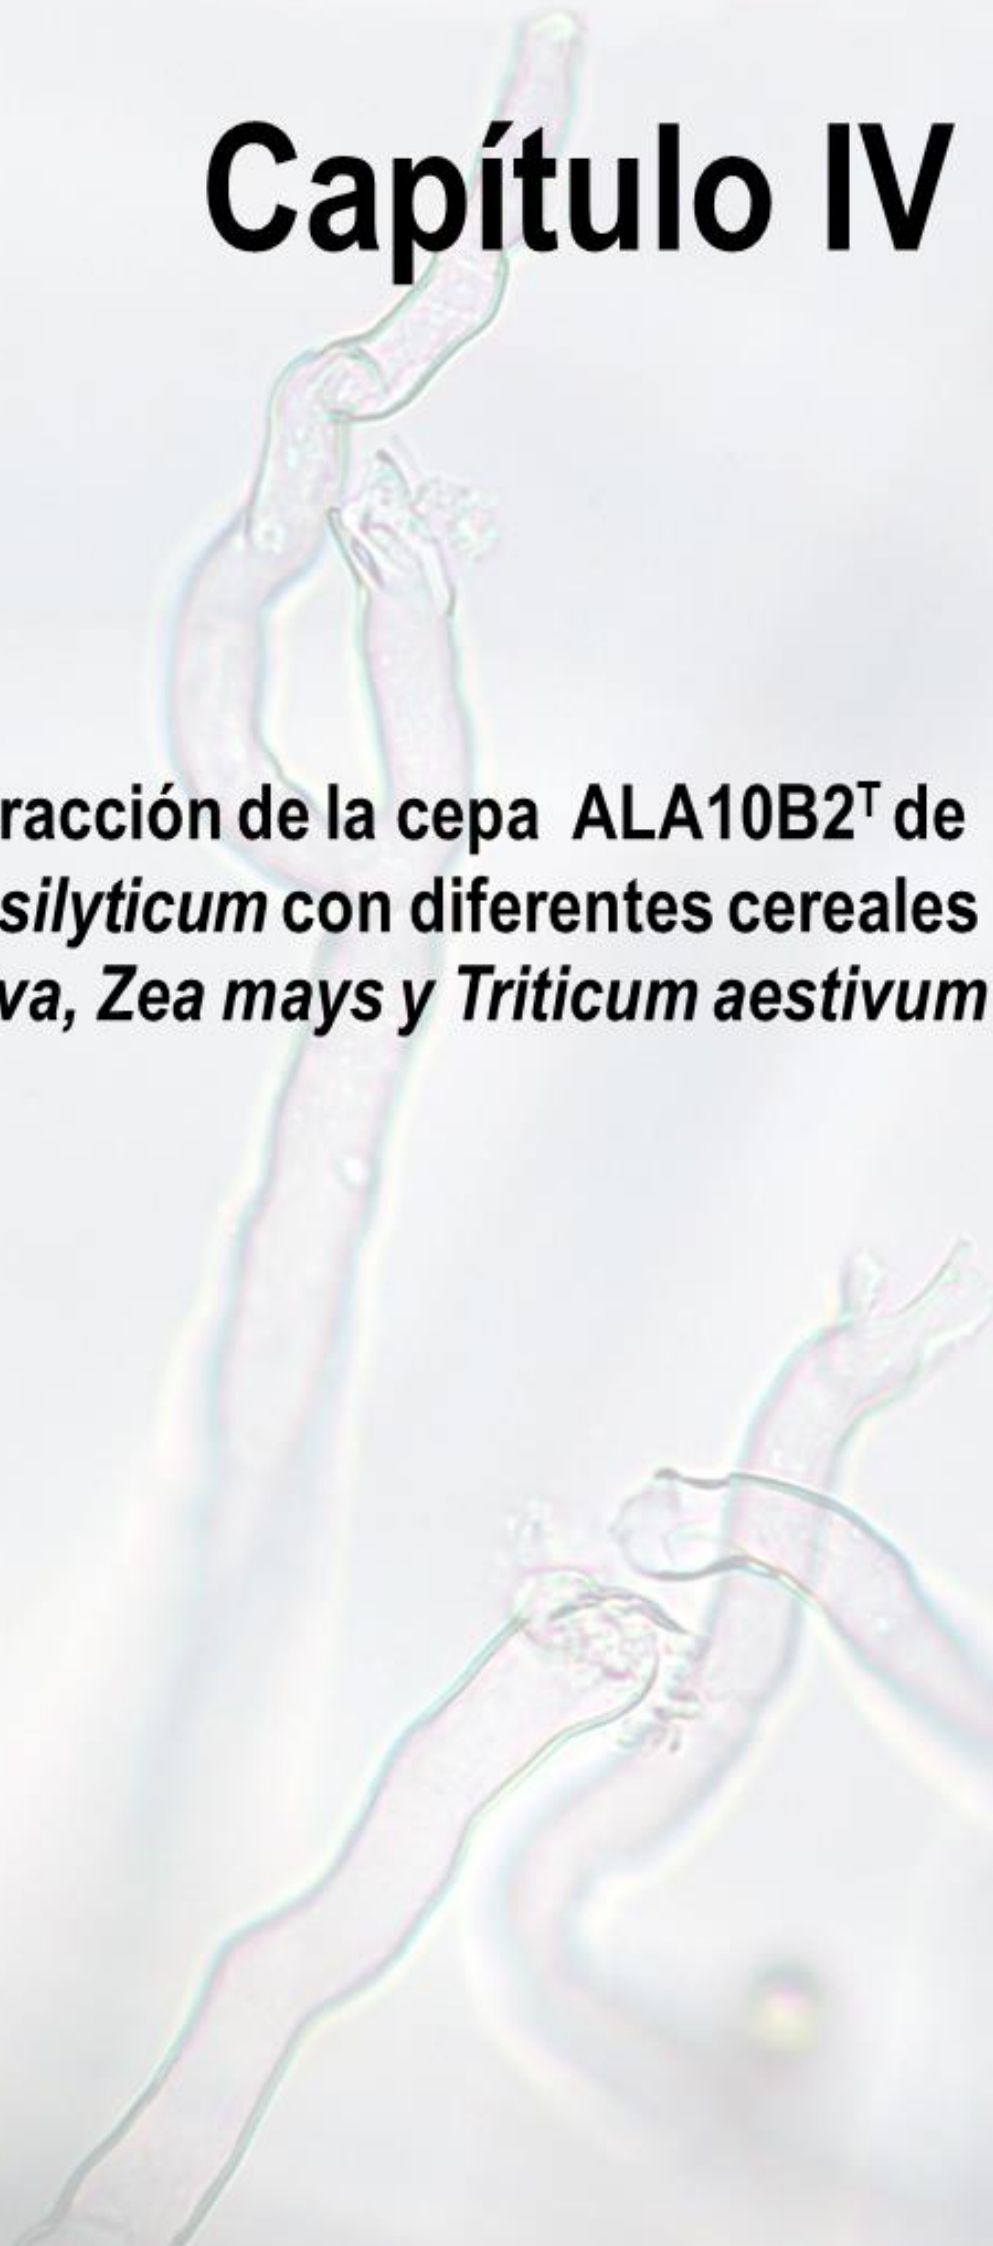 Capítulo IV
racción de la cepa ALA10B2ᵀ de
silyticum con diferentes cereales
va, Zea mays y Triticum aestivum